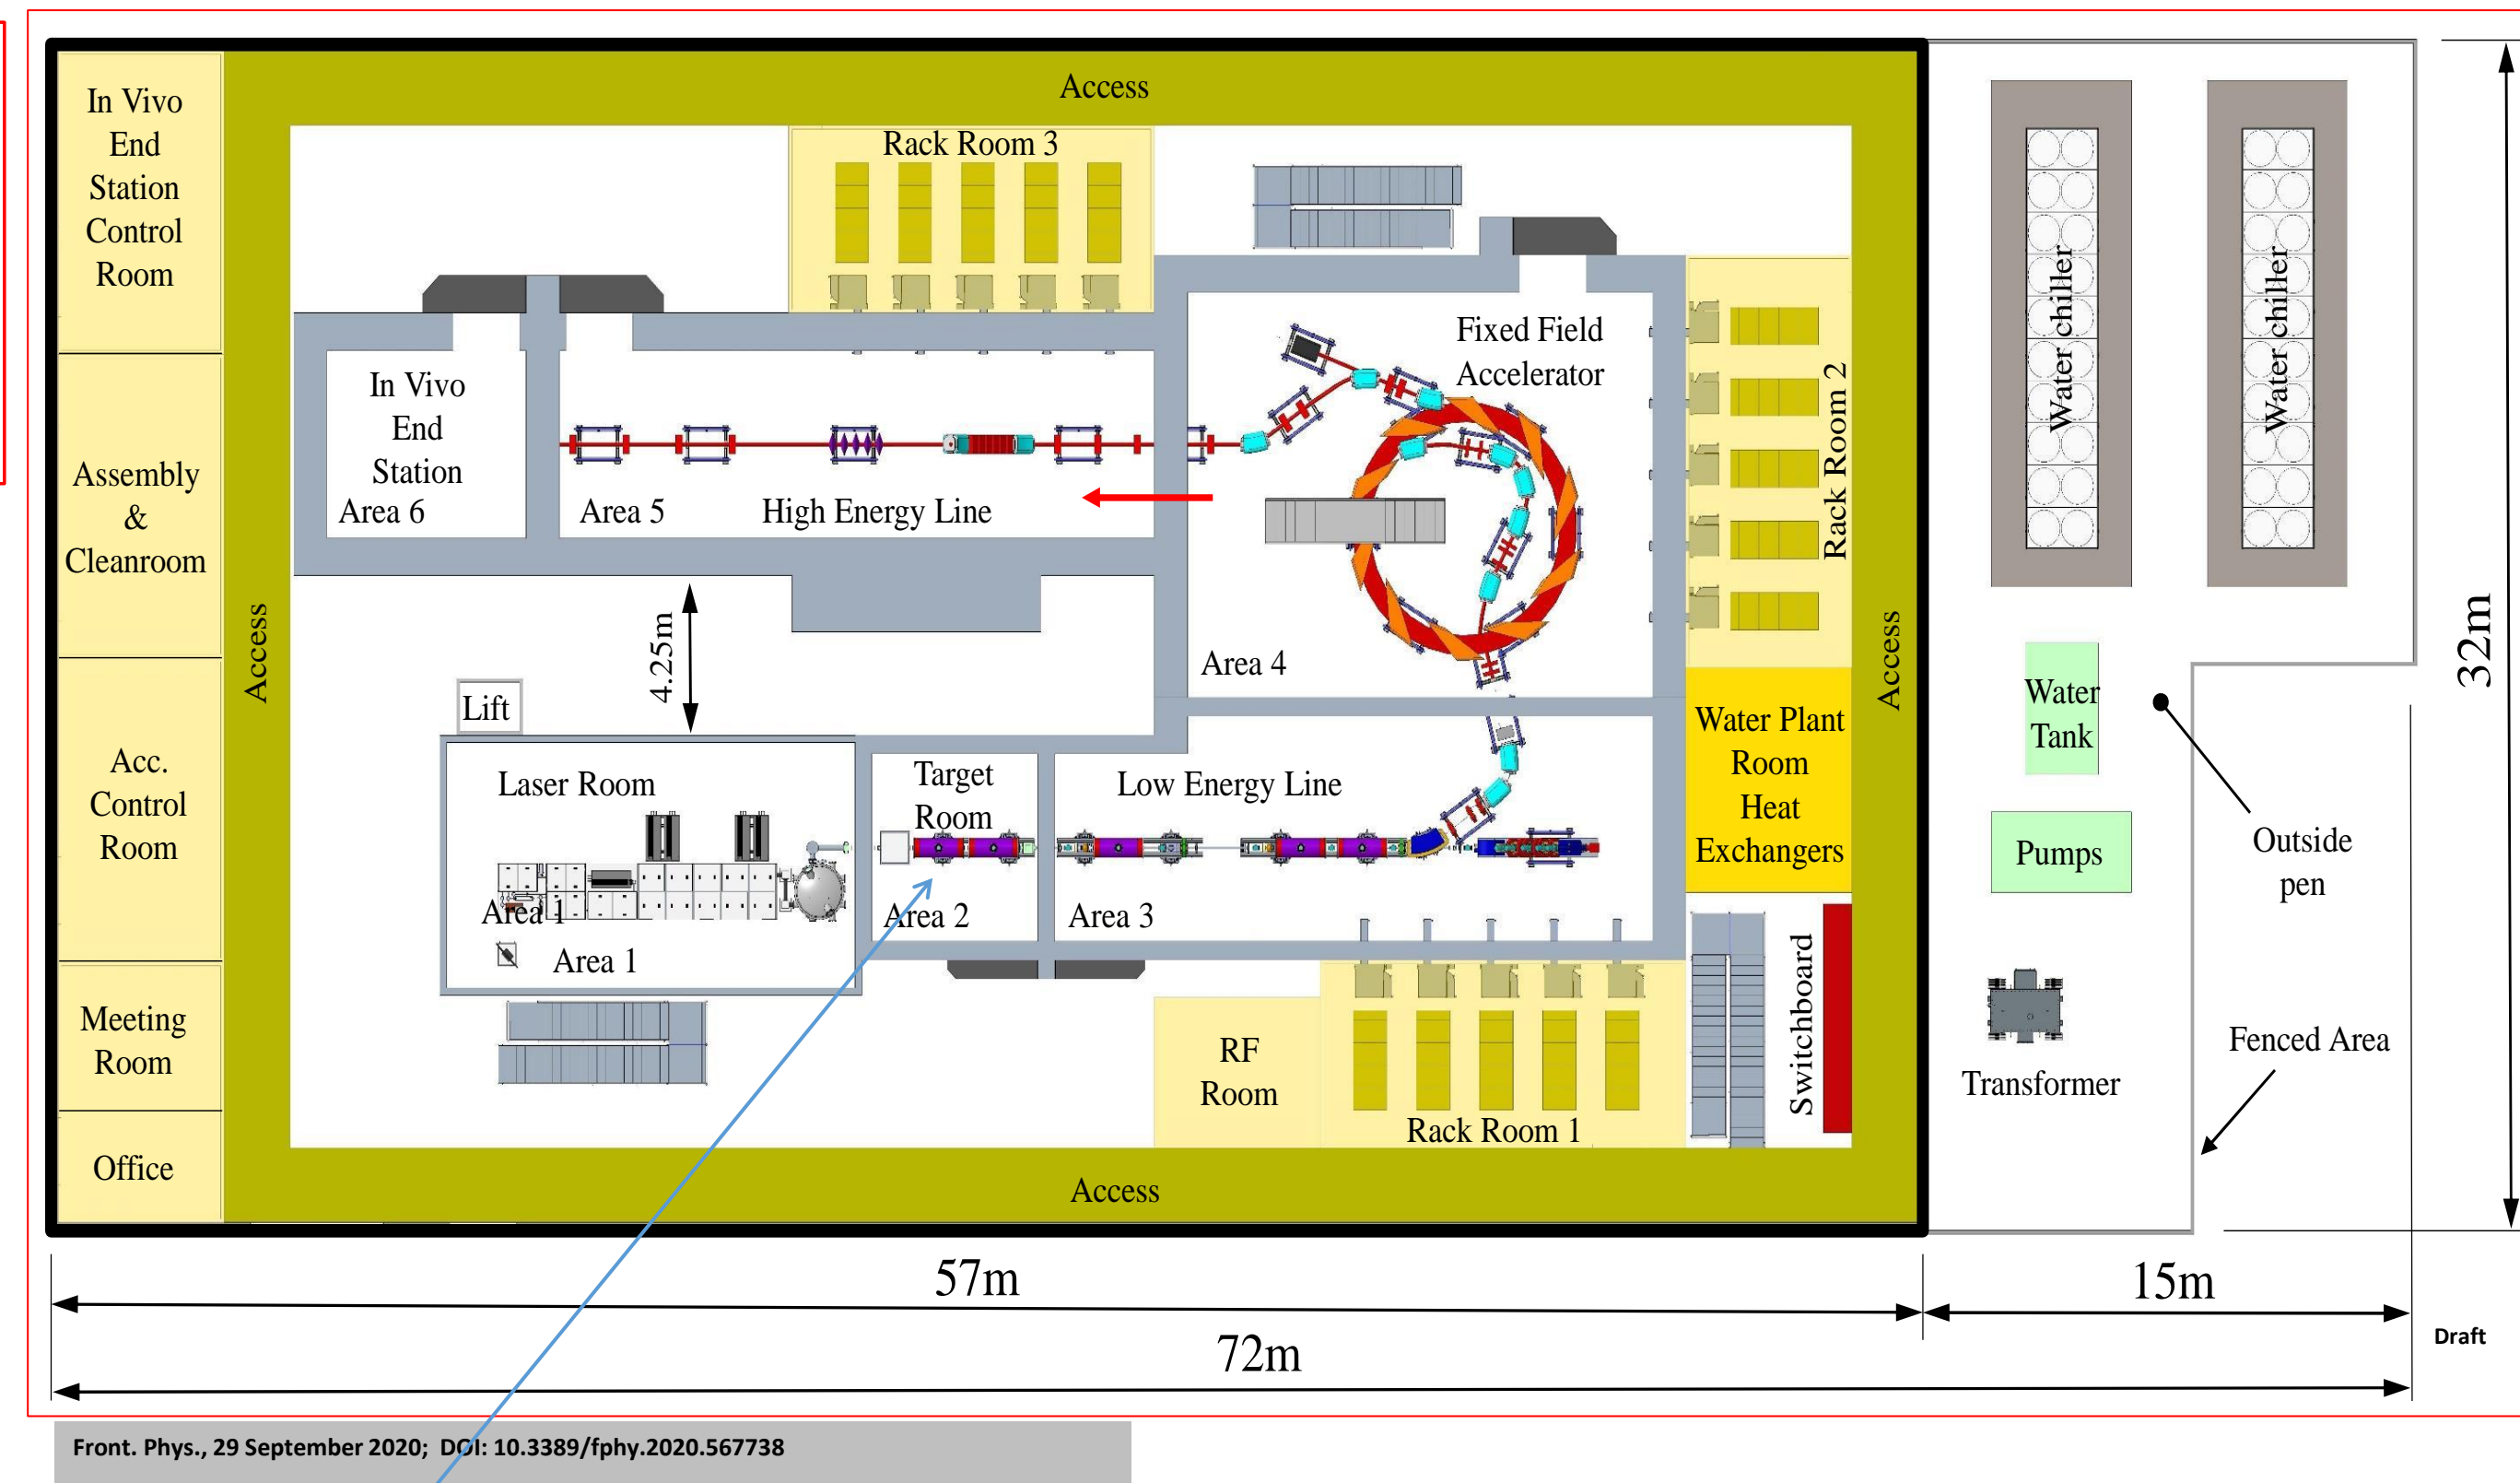 Access
In Vivo
End
Station
Control
Room
Rack Room 3
Fixed Field
Accelerator
Water chiller
Water chiller
In Vivo
End
Station
Area 6
Area 5
High Energy Line
Rack Room 2
Assembly
&
Cleanroom
Access
4.25m
Area 4
Access
32m
Lift
Water
Tank
Water Plant
Room
Heat
Exchangers
Acc.
Control
Room
Laser Room
Target
Room
Low Energy Line
Pumps
Outside
pen
Area 1
Area 2
Area 3
Area 1
Switchboard
Meeting
Room
RF
Room
Fenced Area
Transformer
Rack Room 1
Office
Access
57m
15m
Draft
72m
Front. Phys., 29 September 2020; DOI: 10.3389/fphy.2020.567738